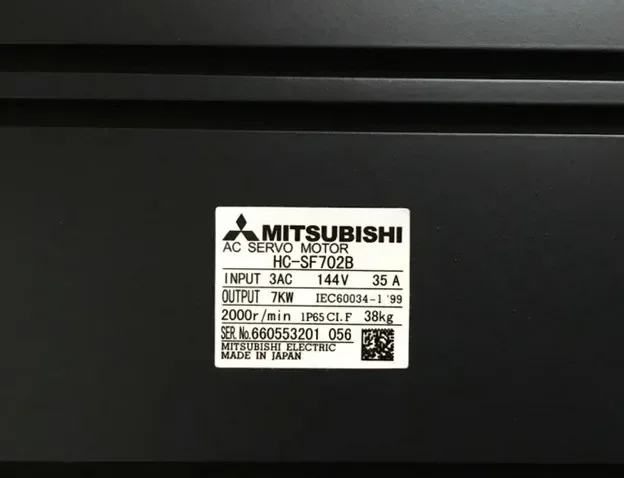 MITSUBISHI
AC SERVO MOTOR
HC-SF702B
INPUT 3AC 144V 35 A
OUTPUT 7KW IEC60034-1 '99
2000r/min IP65 CI.F 38kg
SER.No.660553201 056
MITSUBISHI ELECTRIC
MADE IN JAPAN